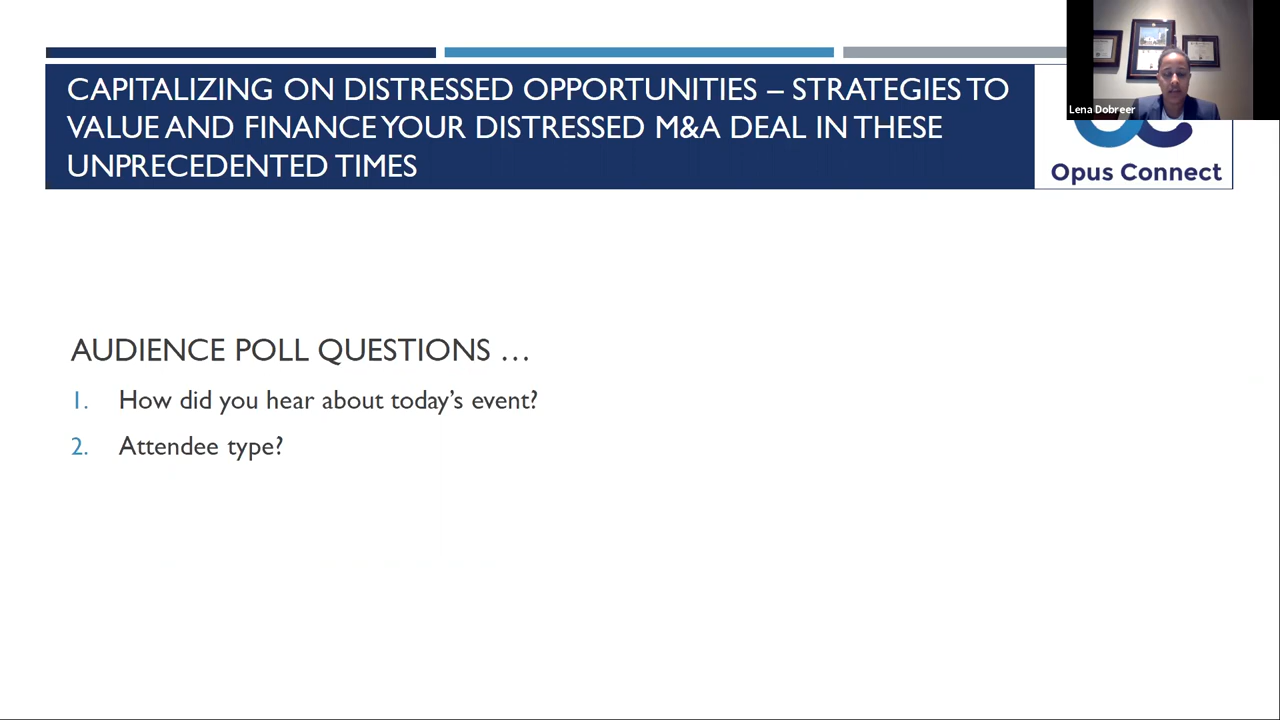 CAPITALIZING ON DISTRESSED OPPORTUNITIES – STRATEGIES TO
VALUE AND FINANCE YOUR DISTRESSED M&A DEAL IN THESE
UNPRECEDENTED TIMES
Lena Dobreer
Opus Connect
AUDIENCE POLL QUESTIONS …
1. How did you hear about today’s event?
2. Attendee type?